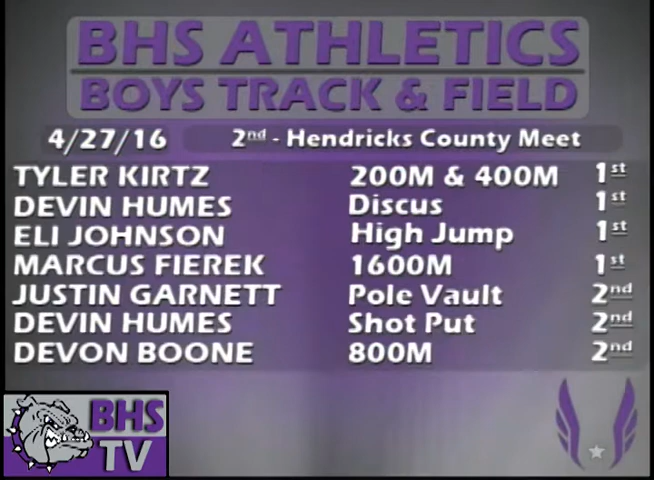 BHS ATHLETICS
BOYS TRACK & FIELD
4/27/16 2nd - Hendricks County Meet
TYLER KIRTZ 200M & 400M 1st
DEVIN HUMES Discus 1st
ELI JOHNSON High Jump 1st
MARCUS FIEREK 1600M 1st
JUSTIN GARNETT Pole Vault 2nd
DEVIN HUMES Shot Put 2nd
DEVON BOONE 800M 2nd
BHS
TV